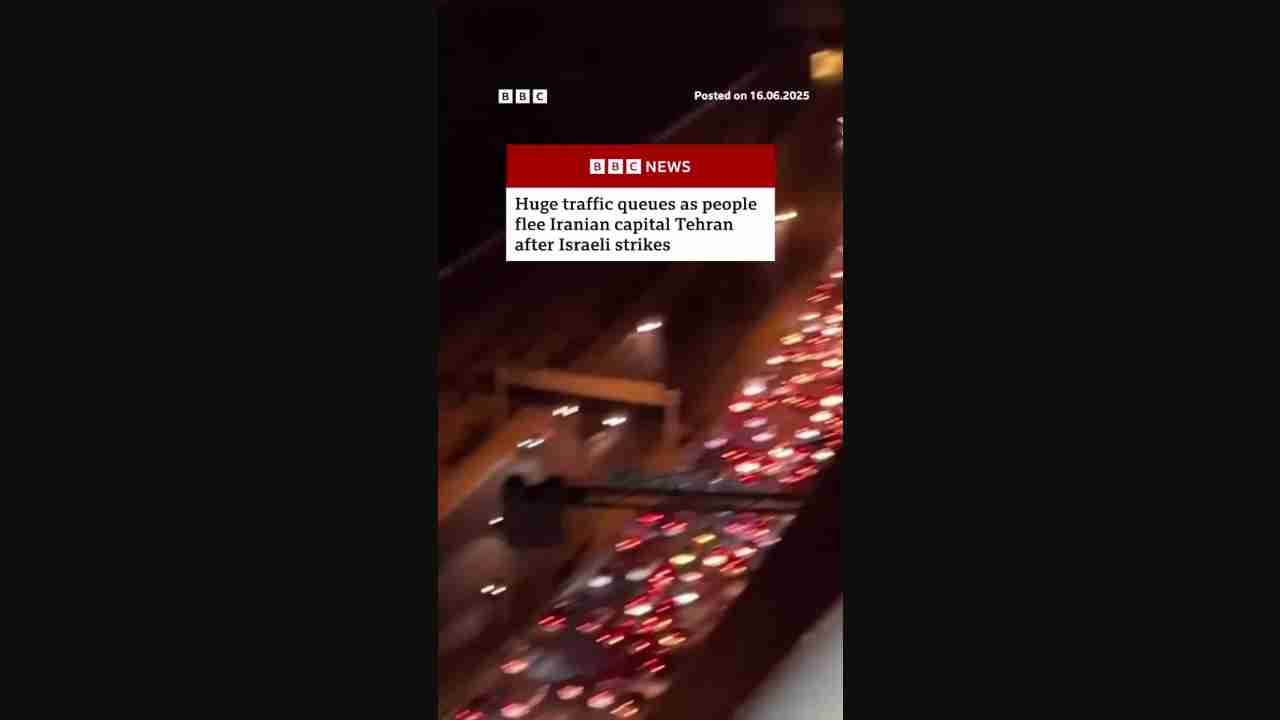 BBC
Posted on 16.06.2025
BBC NEWS
Huge traffic queues as people
flee Iranian capital Tehran
after Israeli strikes